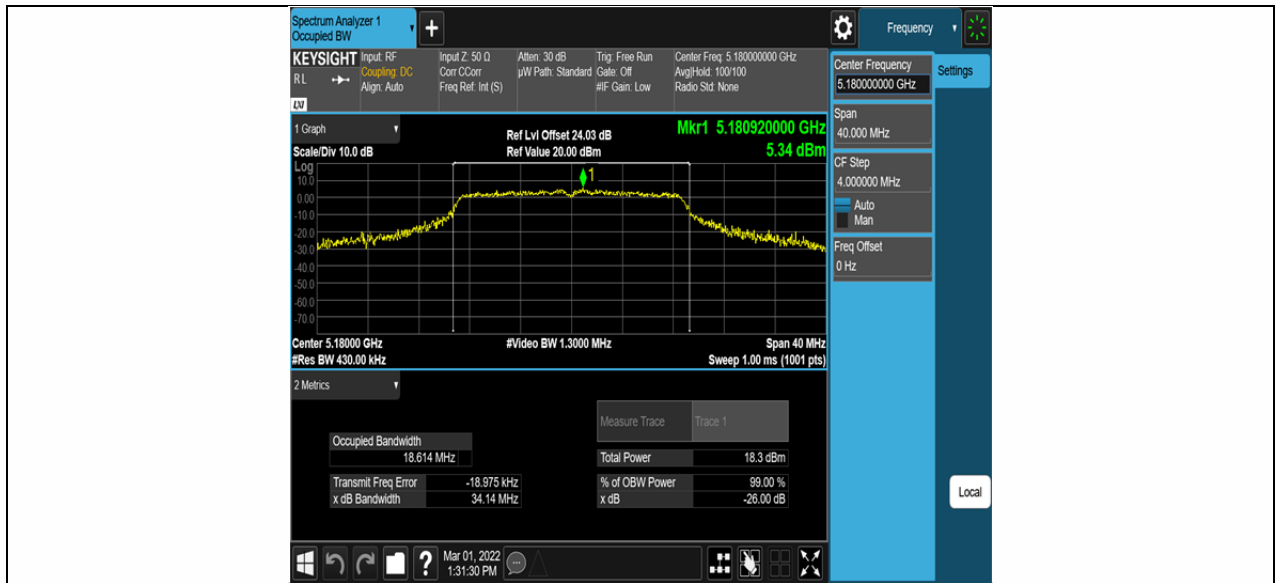 Spectrum Analyzer 1
Occupied BW
+
Frequency
KEYSIGHT
RL
LXI
Input: RF
Coupling: DC
Align: Auto
Input Z: 50 Ω
Corr CCorr
Freq Ref: Int (S)
Atten: 30 dB
µW Path: Standard
Trig: Free Run
Gate: Off
#IF Gain: Low
Center Freq: 5.180000000 GHz
Avg|Hold: 100/100
Radio Std: None
1 Graph
Scale/Div 10.0 dB
Ref Lvl Offset 24.03 dB
Ref Value 20.00 dBm
Mkr1 5.180920000 GHz
5.34 dBm
Log
10.0
0.00
-10.0
-20.0
-30.0
-40.0
-50.0
-60.0
-70.0
1
Center 5.18000 GHz
#Res BW 430.00 kHz
#Video BW 1.3000 MHz
Span 40 MHz
Sweep 1.00 ms (1001 pts)
2 Metrics
Measure Trace Trace 1
Occupied Bandwidth
18.614 MHz
Total Power 18.3 dBm
Transmit Freq Error -18.975 kHz
% of OBW Power 99.00 %
x dB Bandwidth 34.14 MHz
x dB -26.00 dB
Center Frequency
5.180000000 GHz
Settings
Span
40.000 MHz
CF Step
4.000000 MHz
Auto
Man
Freq Offset
0 Hz
Local
?
Mar 01, 2022
1:31:30 PM